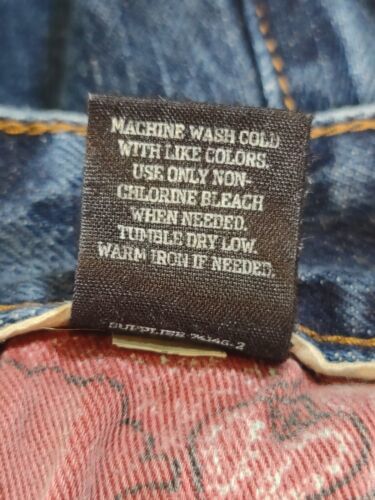 MACHINE WASH COLD
WITH LIKE COLORS.
USE ONLY NON-
CHLORINE BLEACH
WHEN NEEDED.
TUMBLE DRY LOW.
WARM IRON IF NEEDED.
SUPPLIER